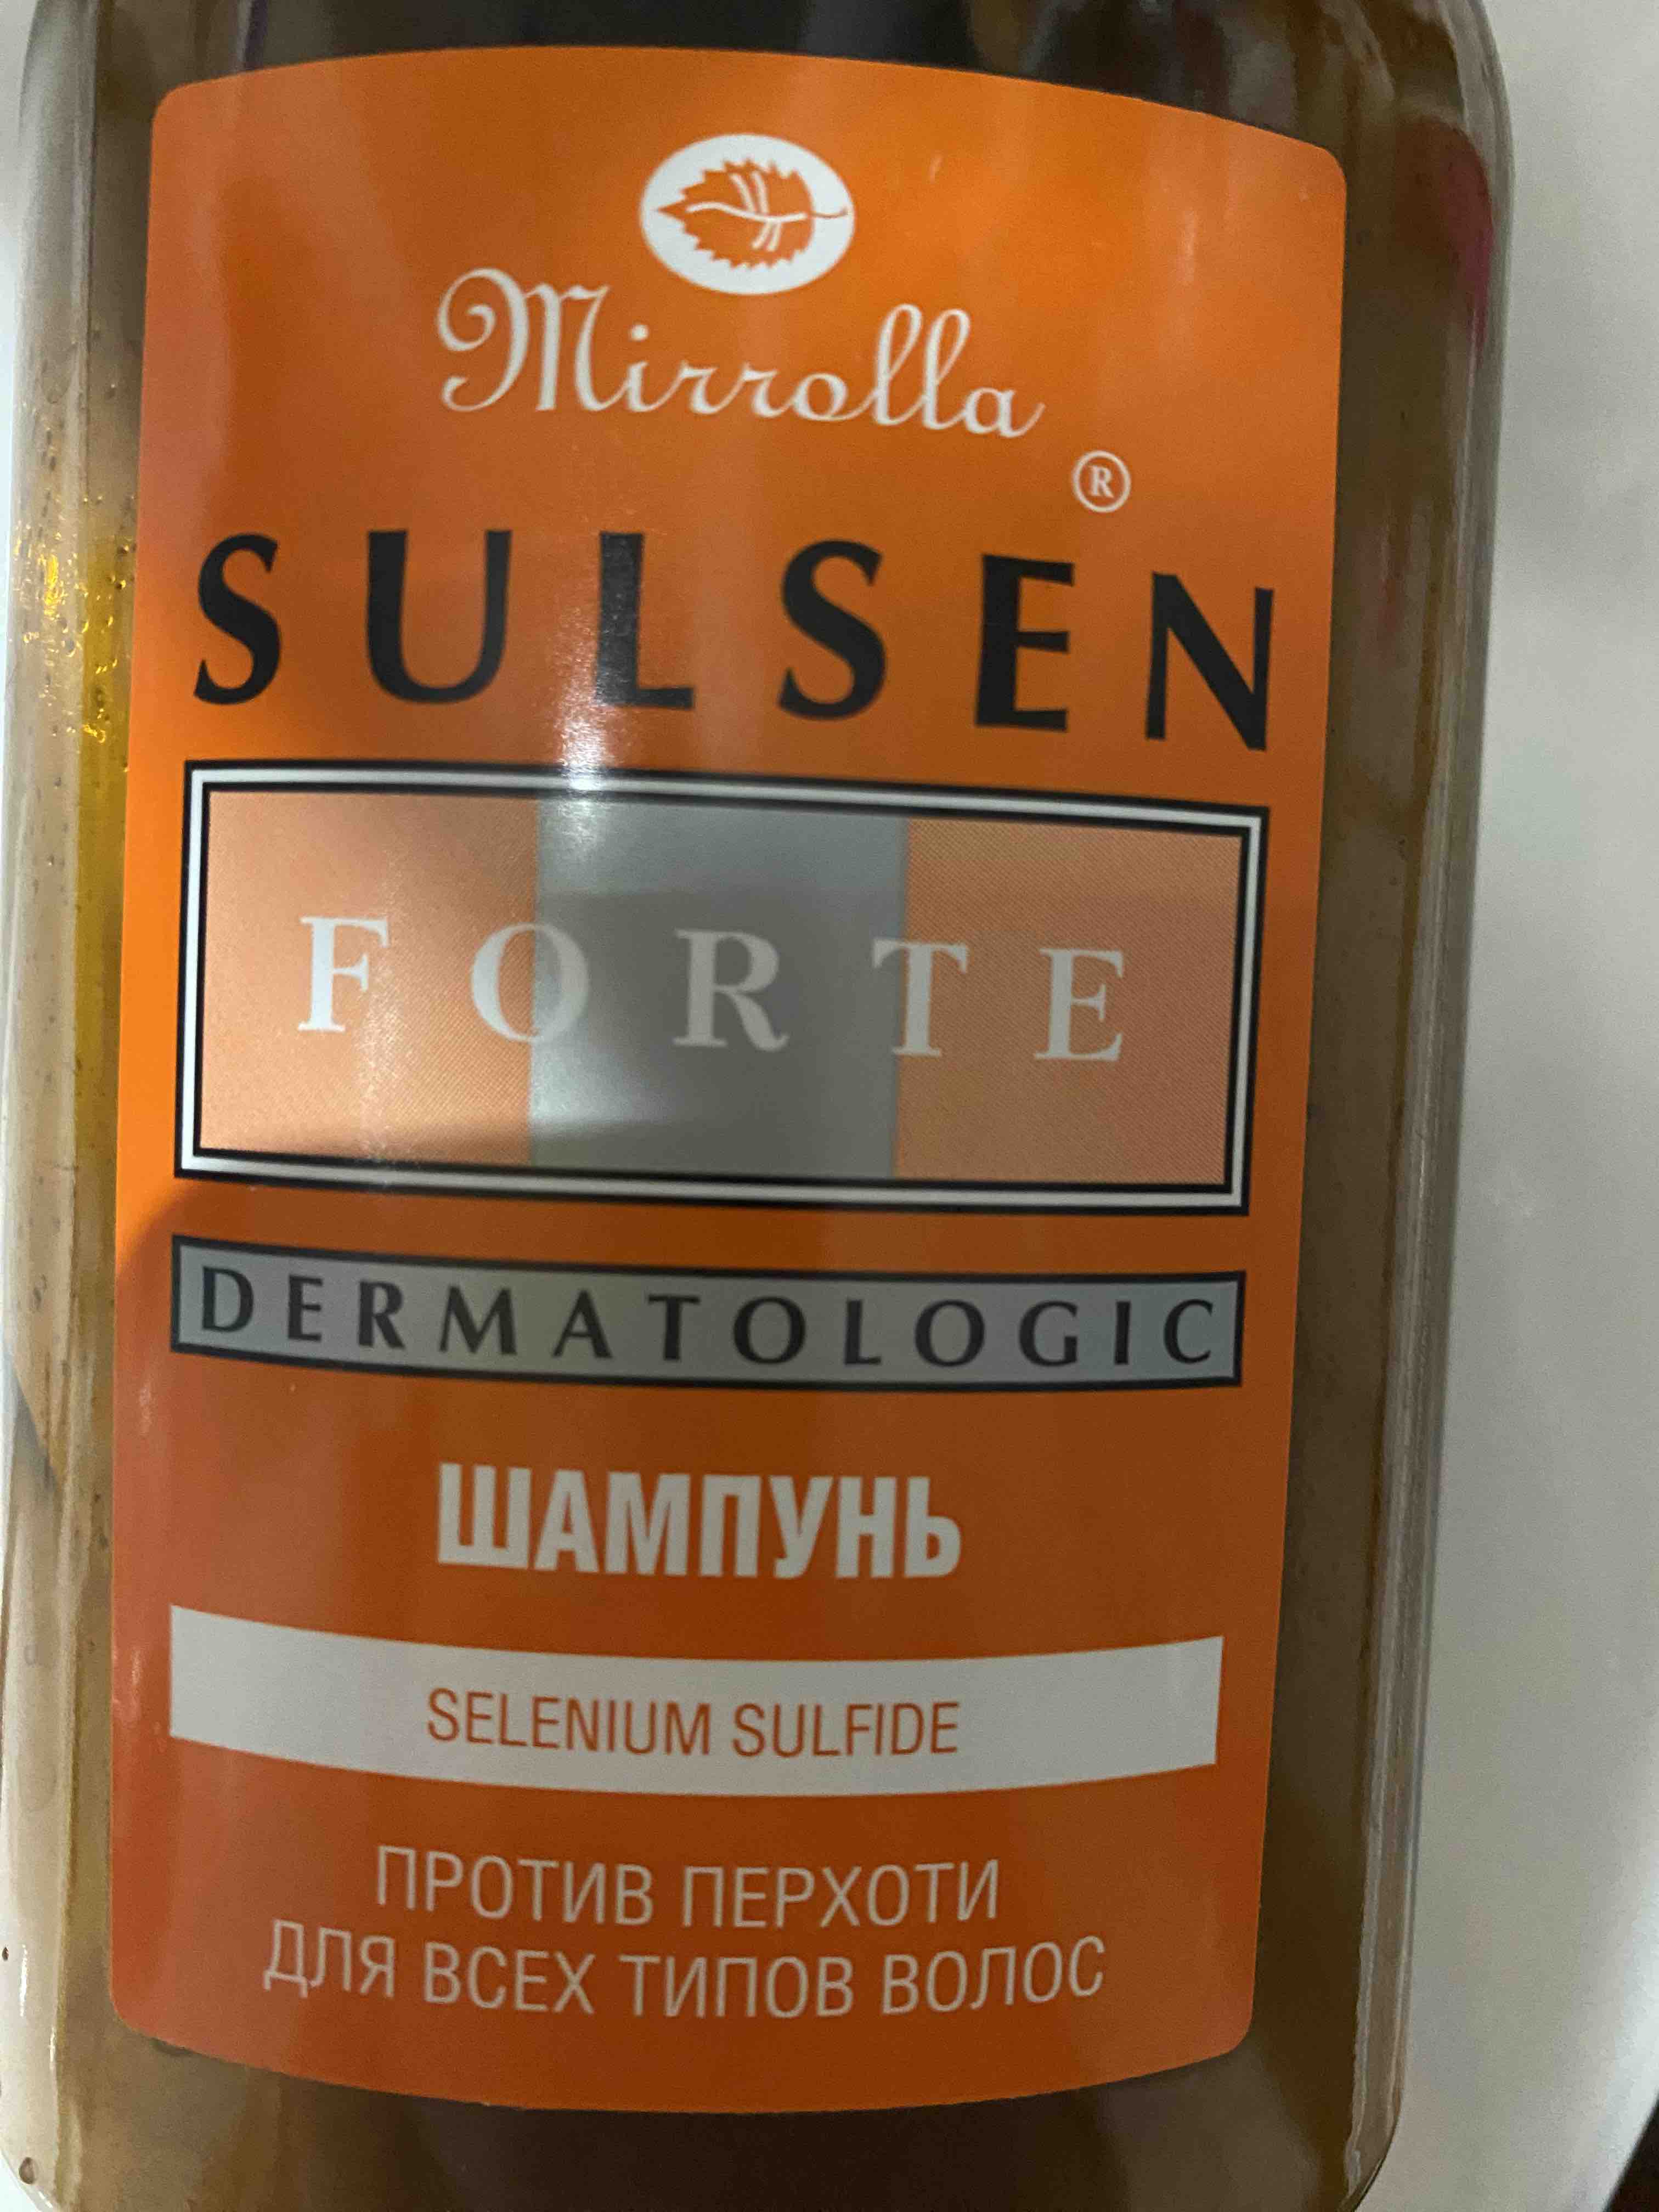 Mirrolla
®
SULSEN
FORTE
DERMATOLOGIC
ШАМПУНЬ
SELENIUM SULFIDE
ПРОТИВ ПЕРХОТИ
ДЛЯ ВСЕХ ТИПОВ ВОЛОС